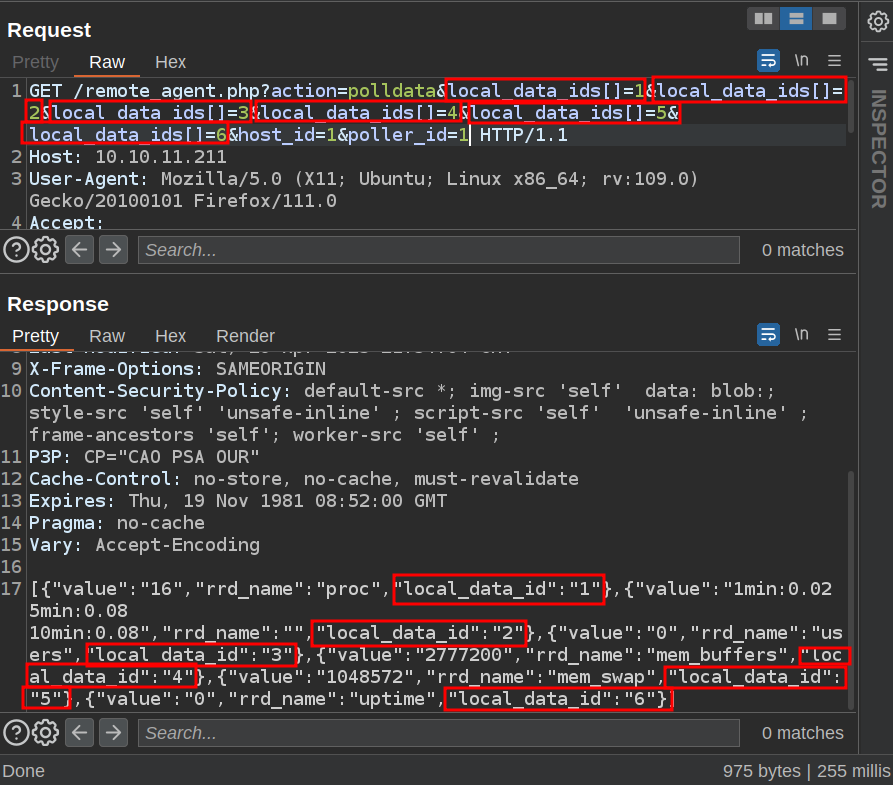 Request
Pretty Raw Hex \n
1 GET /remote_agent.php?action=polldata&local_data_ids[]=1&local_data_ids[]=
2&local_data_ids[]=3&local_data_ids[]=4&local_data_ids[]=5&
local_data_ids[]=6&host_id=1&poller_id=1 HTTP/1.1
2 Host: 10.10.11.211
3 User-Agent: Mozilla/5.0 (X11; Ubuntu; Linux x86_64; rv:109.0)
Gecko/20100101 Firefox/111.0
4 Accept:
Search... 0 matches
INSPECTOR
Response
Pretty Raw Hex Render \n
9 X-Frame-Options: SAMEORIGIN
10 Content-Security-Policy: default-src *; img-src 'self'  data: blob:;
style-src 'self' 'unsafe-inline' ; script-src 'self'  'unsafe-inline' ;
frame-ancestors 'self'; worker-src 'self' ;
11 P3P: CP="CAO PSA OUR"
12 Cache-Control: no-store, no-cache, must-revalidate
13 Expires: Thu, 19 Nov 1981 08:52:00 GMT
14 Pragma: no-cache
15 Vary: Accept-Encoding
16
17 [{"value":"16","rrd_name":"proc","local_data_id":"1"},{"value":"1min:0.02
5min:0.08
10min:0.08","rrd_name":"","local_data_id":"2"},{"value":"0","rrd_name":"us
ers","local_data_id":"3"},{"value":"2777200","rrd_name":"mem_buffers","loc
al_data_id":"4"},{"value":"1048572","rrd_name":"mem_swap","local_data_id":
"5"},{"value":"0","rrd_name":"uptime","local_data_id":"6"}]
Search... 0 matches
Done 975 bytes | 255 millis